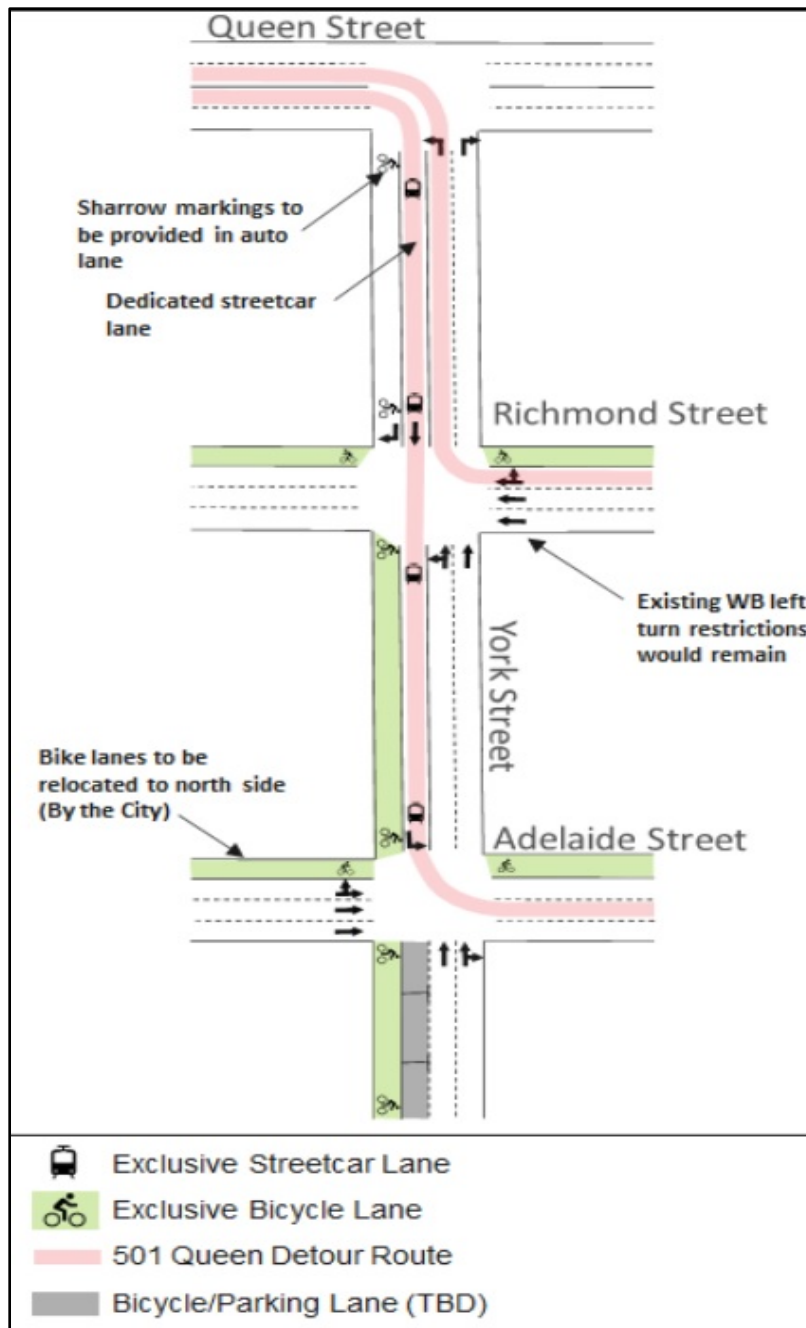 Queen Street
Sharrow markings to
be provided in auto
lane
Dedicated streetcar
lane
Richmond Street
Existing WB left
turn restrictions
would remain
York Street
Bike lanes to be
relocated to north side
(By the City)
Adelaide Street
Exclusive Streetcar Lane
Exclusive Bicycle Lane
501 Queen Detour Route
Bicycle/Parking Lane (TBD)